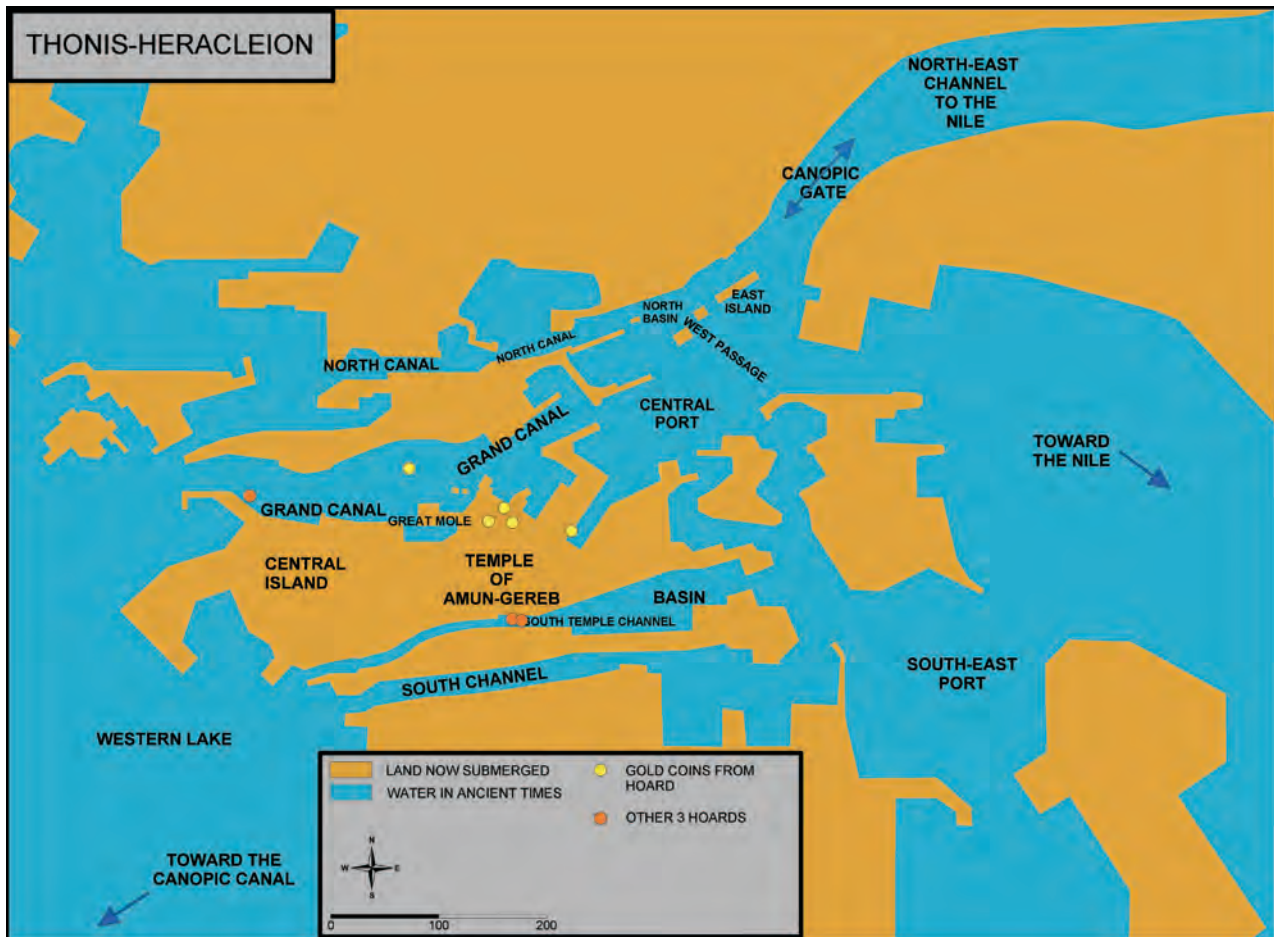 THONIS-HERACLEION
NORTH-EAST
CHANNEL
TO THE
NILE
CANOPIC
GATE
EAST
ISLAND
NORTH
BASIN
WEST PASSAGE
NORTH CANAL
NORTH CANAL
CENTRAL
PORT
GRAND CANAL
TOWARD
THE NILE
GRAND CANAL
GREAT MOLE
CENTRAL
ISLAND
TEMPLE
OF
AMUN-GEREB
BASIN
SOUTH TEMPLE CHANNEL
SOUTH CHANNEL
SOUTH-EAST
PORT
WESTERN LAKE
TOWARD THE
CANOPIC CANAL
LAND NOW SUBMERGED
WATER IN ANCIENT TIMES
GOLD COINS FROM
HOARD
OTHER 3 HOARDS
N
W E
S
0 100 200